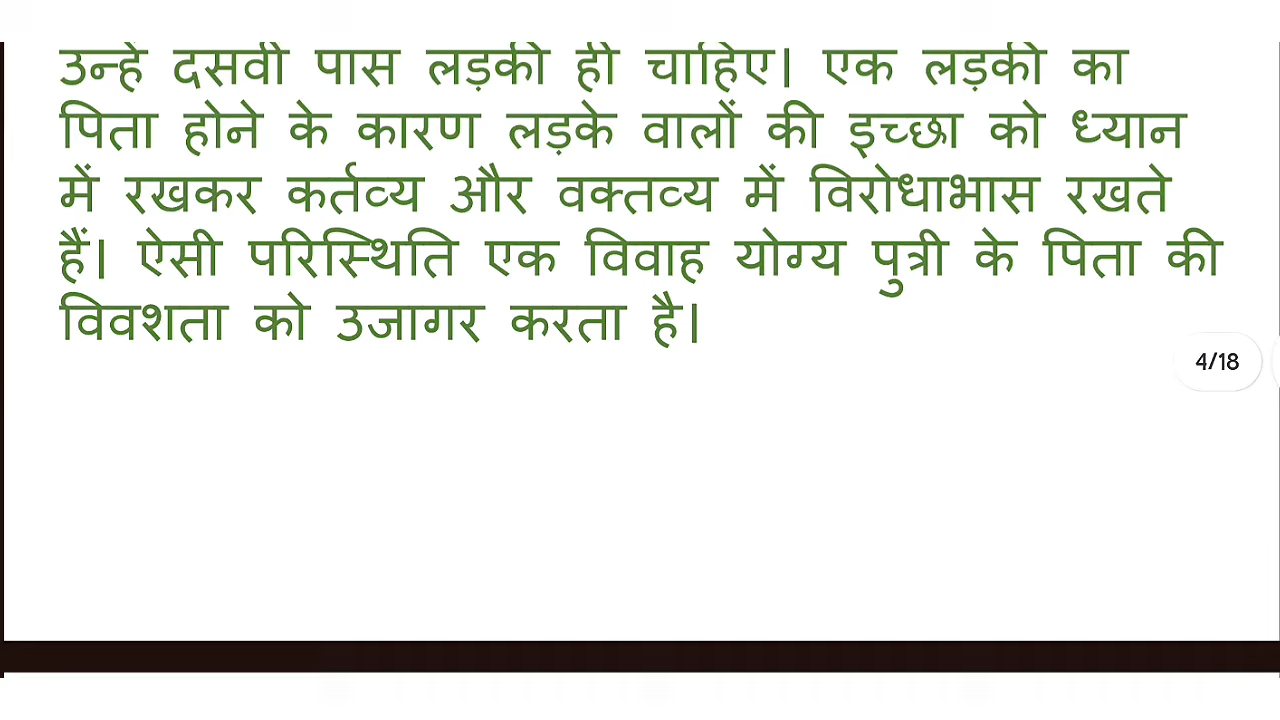 उन्हें दसवी पास लड़की ही चाहिए। एक लड़की का
पिता होने के कारण लड़के वालों की इच्छा को ध्यान
में रखकर कर्तव्य और वक्तव्य में विरोधाभास रखते
हैं। ऐसी परिस्थिति एक विवाह योग्य पुत्री के पिता की
विवशता को उजागर करता है।
4/18